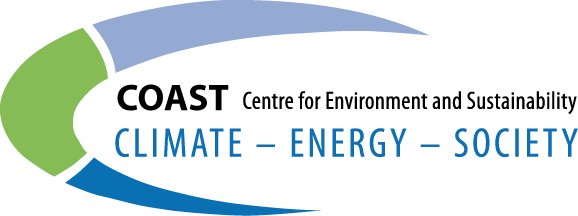 COAST Centre for Environment and Sustainability
CLIMATE – ENERGY – SOCIETY